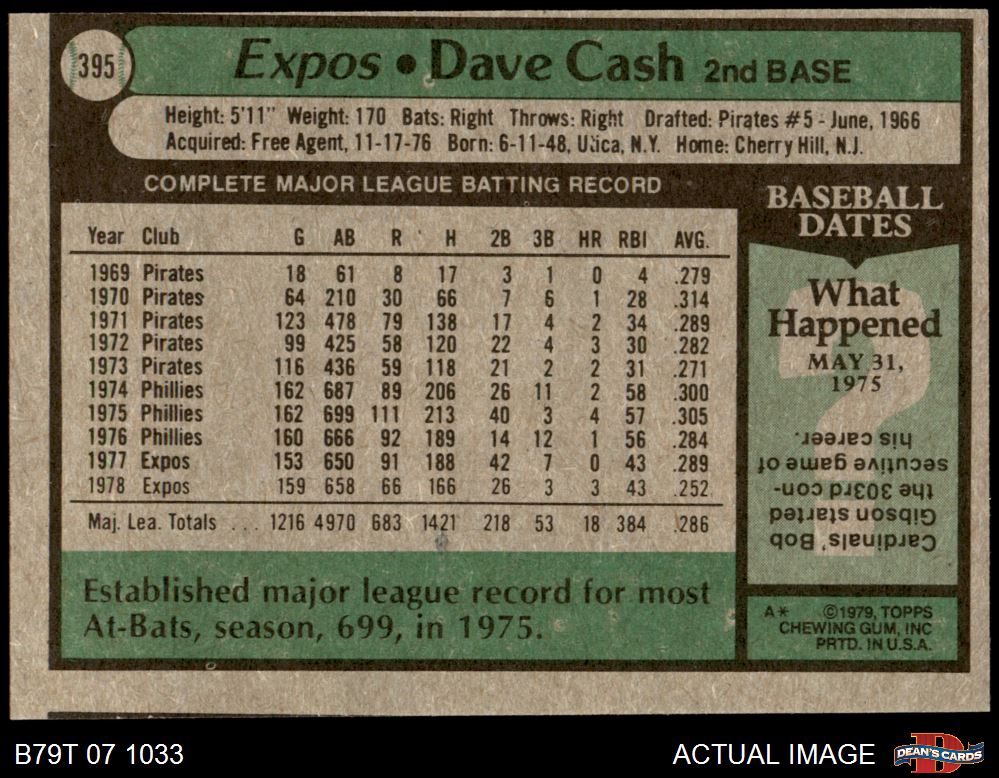 395
Expos • Dave Cash 2nd BASE
Height: 5'11" Weight: 170 Bats: Right Throws: Right Drafted: Pirates #5 - June, 1966
Acquired: Free Agent, 11-17-76 Born: 6-11-48, Utica, N.Y. Home: Cherry Hill, N.J.
COMPLETE MAJOR LEAGUE BATTING RECORD
Year Club G AB R H 2B 3B HR RBI AVG.
1969 Pirates 18 61 8 17 3 1 0 4 .279
1970 Pirates 64 210 30 66 7 6 1 28 .314
1971 Pirates 123 478 79 138 17 4 2 34 .289
1972 Pirates 99 425 58 120 22 4 3 30 .282
1973 Pirates 116 436 59 118 21 2 2 31 .271
1974 Phillies 162 687 89 206 26 11 2 58 .300
1975 Phillies 162 699 111 213 40 3 4 57 .305
1976 Phillies 160 666 92 189 14 12 1 56 .284
1977 Expos 153 650 91 188 42 7 0 43 .289
1978 Expos 159 658 66 166 26 3 3 43 .252
Maj. Lea. Totals ... 1216 4970 683 1421 218 53 18 384 .286
Established major league record for most
At-Bats, season, 699, in 1975.
BASEBALL
DATES
What
Happened
MAY 31,
1975
Cardinals' Bob
Gibson started
the 303rd con-
secutive game of
his career.
A* ©1979, TOPPS
CHEWING GUM, INC
PRTD. IN U.S.A.
B79T 07 1033
ACTUAL IMAGE
DEAN'S CARDS